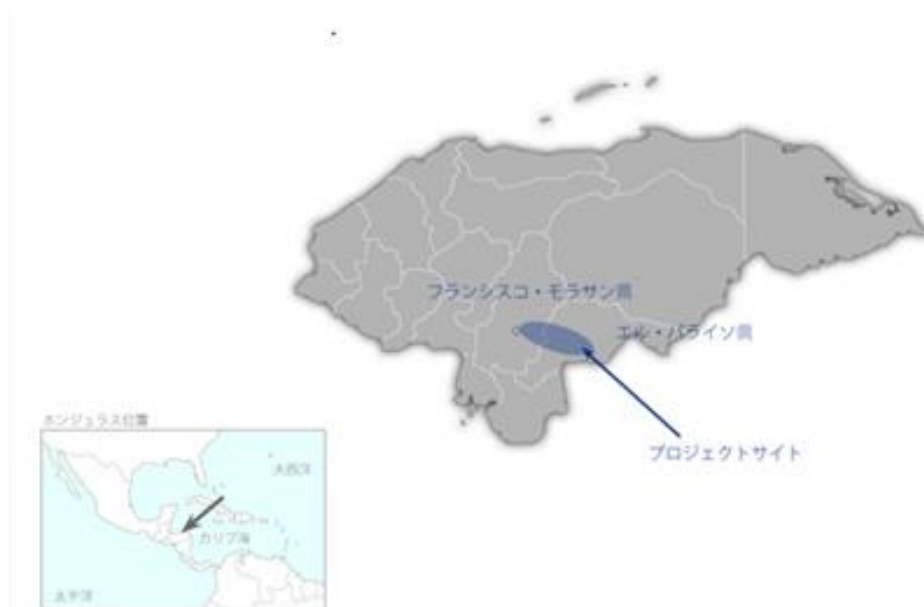 フランシスコ・モラサン県
エル・パライソ県
プロジェクトサイト
ホンジュラス位置
大西洋
カリブ海
太平洋